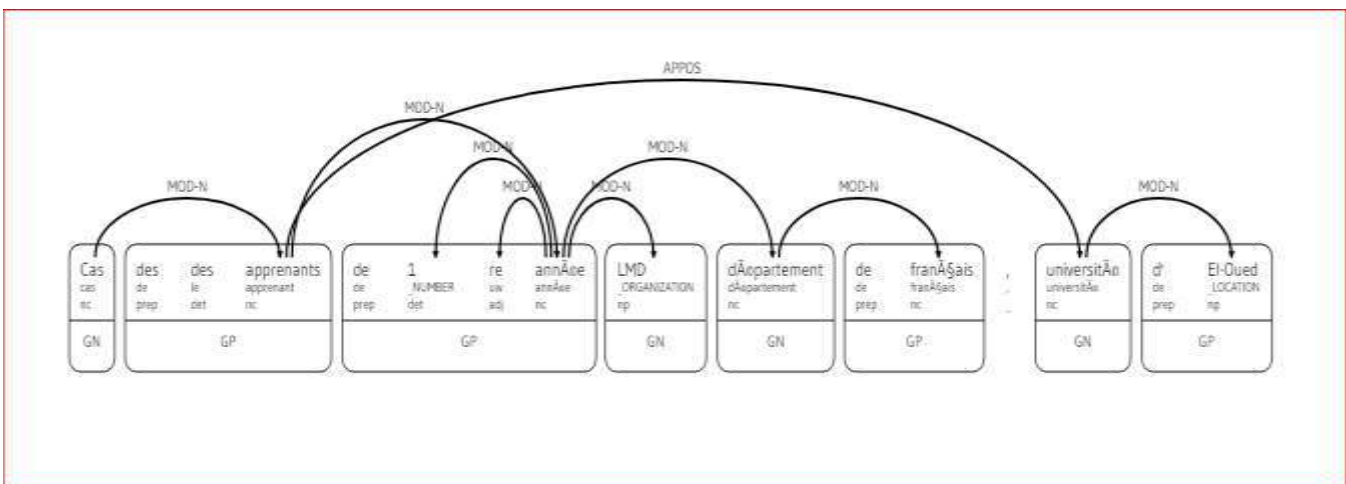 APPOS
MOD-N
MOD-N MOD-N
MOD-N MOD-N MOD-N MOD-N MOD-N
Cas des des apprenants de 1 re annÃ©e LMD dÃ©partement de franÃ§ais , universitÃ© d' El-Oued
cas de le apprenant de _NUMBER uw annÃ©e _ORGANIZATION dÃ©partement de franÃ§ais universitÃ© de _LOCATION
nc prep det nc prep det adj nc np nc prep nc nc prep np
GN GP GP GN GN GP GN GP